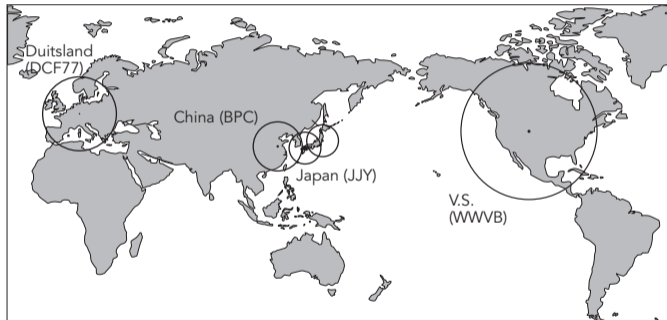 Duitsland
(DCF77)
China (BPC)
Japan (JJY)
V.S.
(WWVB)